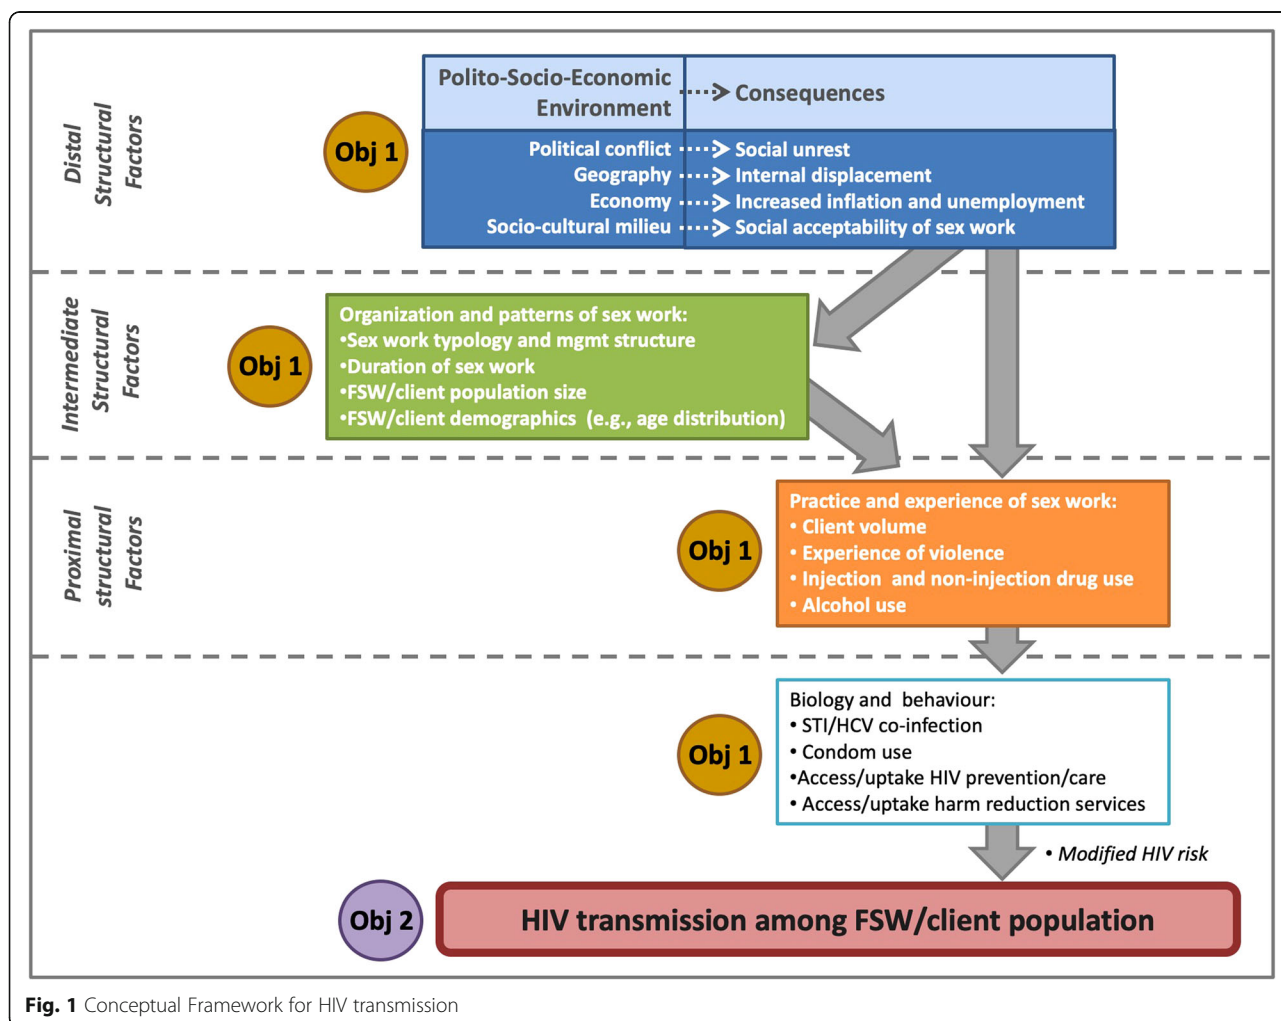 Distal
Structural
Factors
Polito-Socio-Economic
Environment
Consequences
Obj 1
Political conflict
Social unrest
Geography
Internal displacement
Economy
Increased inflation and unemployment
Socio-cultural milieu
Social acceptability of sex work
Intermediate
Structural
Factors
Obj 1
Organization and patterns of sex work:
•Sex work typology and mgmt structure
•Duration of sex work
•FSW/client population size
•FSW/client demographics (e.g., age distribution)
Proximal
structural
Factors
Obj 1
Practice and experience of sex work:
• Client volume
• Experience of violence
• Injection and non-injection drug use
• Alcohol use
Obj 1
Biology and behaviour:
• STI/HCV co-infection
• Condom use
•Access/uptake HIV prevention/care
• Access/uptake harm reduction services
• Modified HIV risk
Obj 2
HIV transmission among FSW/client population
Fig. 1 Conceptual Framework for HIV transmission